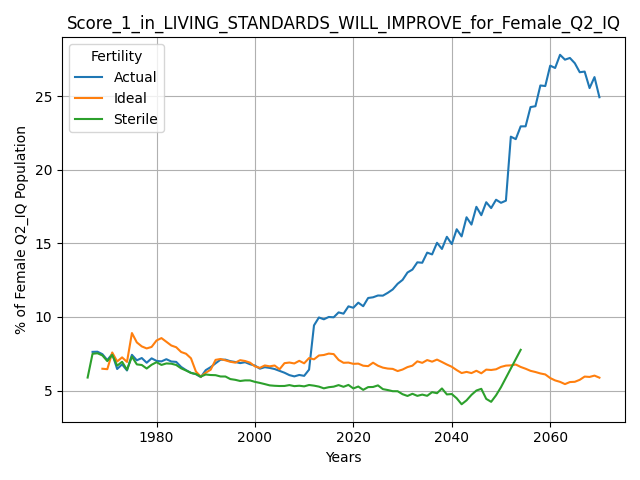 Score_1_in_LIVING_STANDARDS_WILL_IMPROVE_for_Female_Q2_IQ
Fertility
Actual
Ideal
Sterile
% of Female Q2_IQ Population
25
20
15
10
5
1980 2000 2020 2040 2060
Years